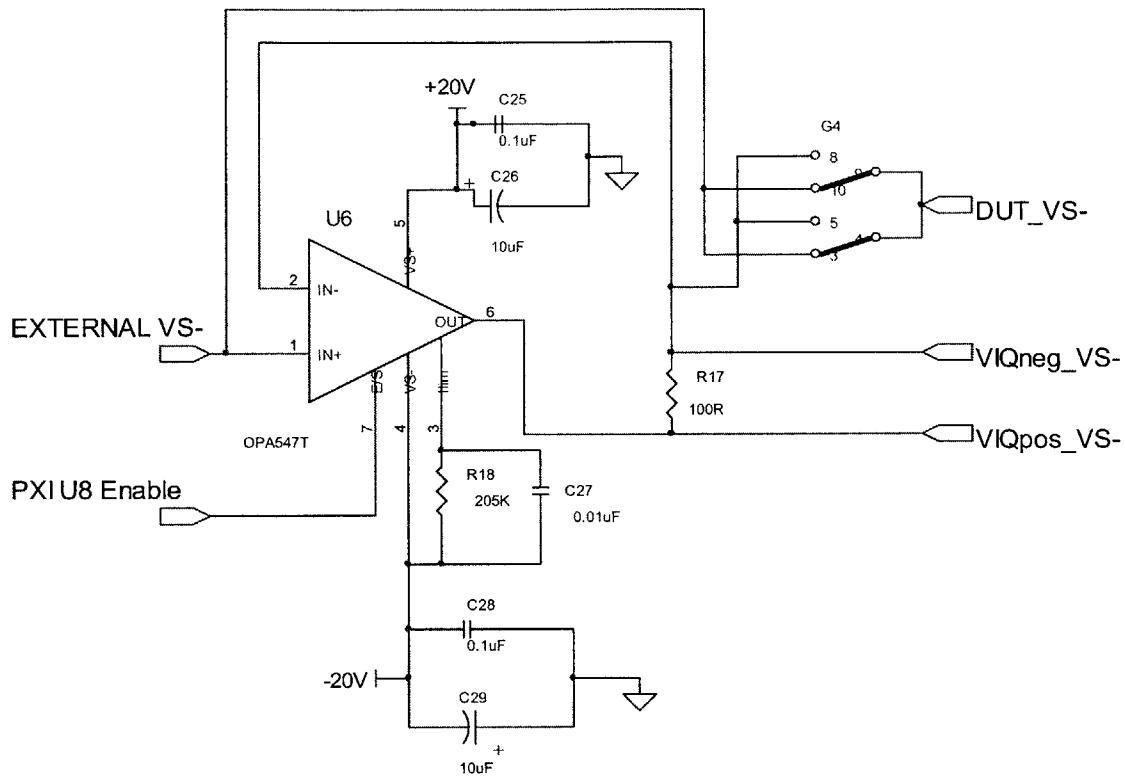 +20V
C25
0.1uF
C26
+
10uF
G4
8
9
10
5
4
3
DUT_VS-
U6
5
VS+
2
IN-
OUT
6
EXTERNAL VS-
1
IN+
E/S
VS-
Ilim
VIQneg_VS-
R17
100R
VIQpos_VS-
OPA547T
7
4
3
R18
205K
C27
0.01uF
PXI U8 Enable
C28
0.1uF
-20V
C29
+
10uF